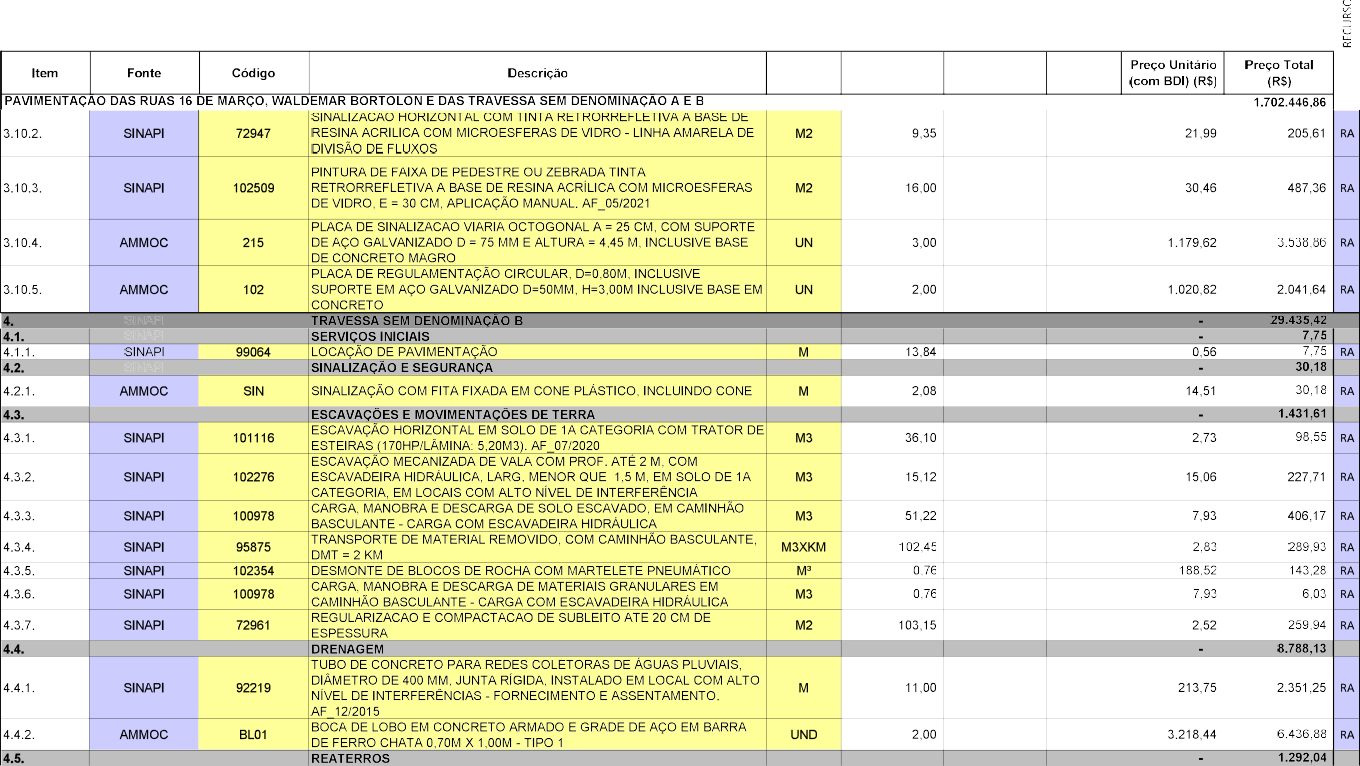 RECURSO
Item Fonte Código Descrição Preço Unitário (com BDI) (R$) Preço Total (R$)
PAVIMENTAÇÃO DAS RUAS 16 DE MARÇO, WALDEMAR BORTOLON E DAS TRAVESSA SEM DENOMINAÇÃO A E B 1.702.446,86
3.10.2. SINAPI 72947 SINALIZACAO HORIZONTAL COM TINTA RETRORREFLETIVA A BASE DE
RESINA ACRILICA COM MICROESFERAS DE VIDRO - LINHA AMARELA DE
DIVISÃO DE FLUXOS M2 9,35 21,99 205,61 RA
3.10.3. SINAPI 102509 PINTURA DE FAIXA DE PEDESTRE OU ZEBRADA TINTA
RETRORREFLETIVA A BASE DE RESINA ACRÍLICA COM MICROESFERAS
DE VIDRO, E = 30 CM, APLICAÇÃO MANUAL. AF_05/2021 M2 16,00 30,46 487,36 RA
3.10.4. AMMOC 215 PLACA DE SINALIZACAO VIARIA OCTOGONAL A = 25 CM, COM SUPORTE
DE AÇO GALVANIZADO D = 75 MM E ALTURA = 4,45 M, INCLUSIVE BASE
DE CONCRETO MAGRO UN 3,00 1.179,62 3.538,86 RA
3.10.5. AMMOC 102 PLACA DE REGULAMENTAÇÃO CIRCULAR, D=0,80M, INCLUSIVE
SUPORTE EM AÇO GALVANIZADO D=50MM, H=3,00M INCLUSIVE BASE EM
CONCRETO UN 2,00 1.020,82 2.041,64 RA
4. SINAPI TRAVESSA SEM DENOMINAÇÃO B - 29.435,42
4.1. SINAPI SERVIÇOS INICIAIS - 7,75
4.1.1. SINAPI 99064 LOCAÇÃO DE PAVIMENTAÇÃO M 13,84 0,56 7,75 RA
4.2. SINAPI SINALIZAÇÃO E SEGURANÇA - 30,18
4.2.1. AMMOC SIN SINALIZAÇÃO COM FITA FIXADA EM CONE PLÁSTICO, INCLUINDO CONE M 2,08 14,51 30,18 RA
4.3. ESCAVAÇÕES E MOVIMENTAÇÕES DE TERRA - 1.431,61
4.3.1. SINAPI 101116 ESCAVAÇÃO HORIZONTAL EM SOLO DE 1A CATEGORIA COM TRATOR DE
ESTEIRAS (170HP/LÂMINA: 5,20M3). AF_07/2020 M3 36,10 2,73 98,55 RA
4.3.2. SINAPI 102276 ESCAVAÇÃO MECANIZADA DE VALA COM PROF. ATÉ 2 M, COM
ESCAVADEIRA HIDRÁULICA, LARG. MENOR QUE 1,5 M, EM SOLO DE 1A
CATEGORIA, EM LOCAIS COM ALTO NÍVEL DE INTERFERÊNCIA M3 15,12 15,06 227,71 RA
4.3.3. SINAPI 100978 CARGA, MANOBRA E DESCARGA DE SOLO ESCAVADO, EM CAMINHÃO
BASCULANTE - CARGA COM ESCAVADEIRA HIDRÁULICA M3 51,22 7,93 406,17 RA
4.3.4. SINAPI 95875 TRANSPORTE DE MATERIAL REMOVIDO, COM CAMINHÃO BASCULANTE,
DMT = 2 KM M3XKM 102,45 2,83 289,93 RA
4.3.5. SINAPI 102354 DESMONTE DE BLOCOS DE ROCHA COM MARTELETE PNEUMÁTICO M³ 0,76 188,52 143,28 RA
4.3.6. SINAPI 100978 CARGA, MANOBRA E DESCARGA DE MATERIAIS GRANULARES EM
CAMINHÃO BASCULANTE - CARGA COM ESCAVADEIRA HIDRÁULICA M3 0,76 7,93 6,03 RA
4.3.7. SINAPI 72961 REGULARIZACAO E COMPACTACAO DE SUBLEITO ATE 20 CM DE
ESPESSURA M2 103,15 2,52 259,94 RA
4.4. DRENAGEM - 8.788,13
4.4.1. SINAPI 92219 TUBO DE CONCRETO PARA REDES COLETORAS DE ÁGUAS PLUVIAIS,
DIÂMETRO DE 400 MM, JUNTA RÍGIDA, INSTALADO EM LOCAL COM ALTO
NÍVEL DE INTERFERÊNCIAS - FORNECIMENTO E ASSENTAMENTO.
AF_12/2015 M 11,00 213,75 2.351,25 RA
4.4.2. AMMOC BL01 BOCA DE LOBO EM CONCRETO ARMADO E GRADE DE AÇO EM BARRA
DE FERRO CHATA 0,70M X 1,00M - TIPO 1 UND 2,00 3.218,44 6.436,88 RA
4.5. REATERROS - 1.292,04